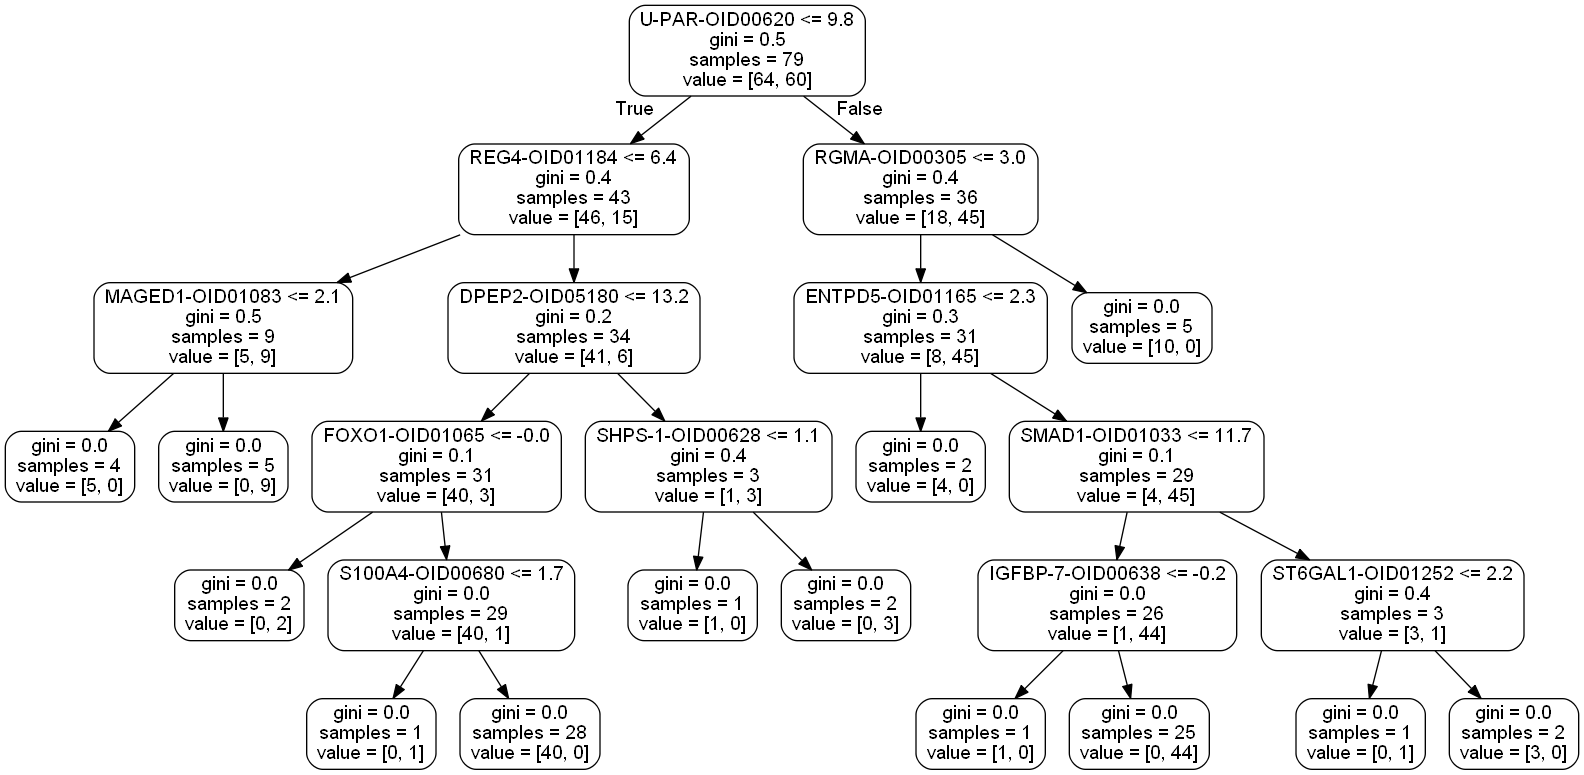 U-PAR-OID00620 <= 9.8
gini = 0.5
samples = 79
value = [64, 60]
True
False
REG4-OID01184 <= 6.4
gini = 0.4
samples = 43
value = [46, 15]
RGMA-OID00305 <= 3.0
gini = 0.4
samples = 36
value = [18, 45]
MAGED1-OID01083 <= 2.1
gini = 0.5
samples = 9
value = [5, 9]
DPEP2-OID05180 <= 13.2
gini = 0.2
samples = 34
value = [41, 6]
ENTPD5-OID01165 <= 2.3
gini = 0.3
samples = 31
value = [8, 45]
gini = 0.0
samples = 5
value = [10, 0]
gini = 0.0
samples = 4
value = [5, 0]
gini = 0.0
samples = 5
value = [0, 9]
FOXO1-OID01065 <= -0.0
gini = 0.1
samples = 31
value = [40, 3]
SHPS-1-OID00628 <= 1.1
gini = 0.4
samples = 3
value = [1, 3]
gini = 0.0
samples = 2
value = [4, 0]
SMAD1-OID01033 <= 11.7
gini = 0.1
samples = 29
value = [4, 45]
gini = 0.0
samples = 2
value = [0, 2]
S100A4-OID00680 <= 1.7
gini = 0.0
samples = 29
value = [40, 1]
gini = 0.0
samples = 1
value = [1, 0]
gini = 0.0
samples = 2
value = [0, 3]
IGFBP-7-OID00638 <= -0.2
gini = 0.0
samples = 26
value = [1, 44]
ST6GAL1-OID01252 <= 2.2
gini = 0.4
samples = 3
value = [3, 1]
gini = 0.0
samples = 1
value = [0, 1]
gini = 0.0
samples = 28
value = [40, 0]
gini = 0.0
samples = 1
value = [1, 0]
gini = 0.0
samples = 25
value = [0, 44]
gini = 0.0
samples = 1
value = [0, 1]
gini = 0.0
samples = 2
value = [3, 0]